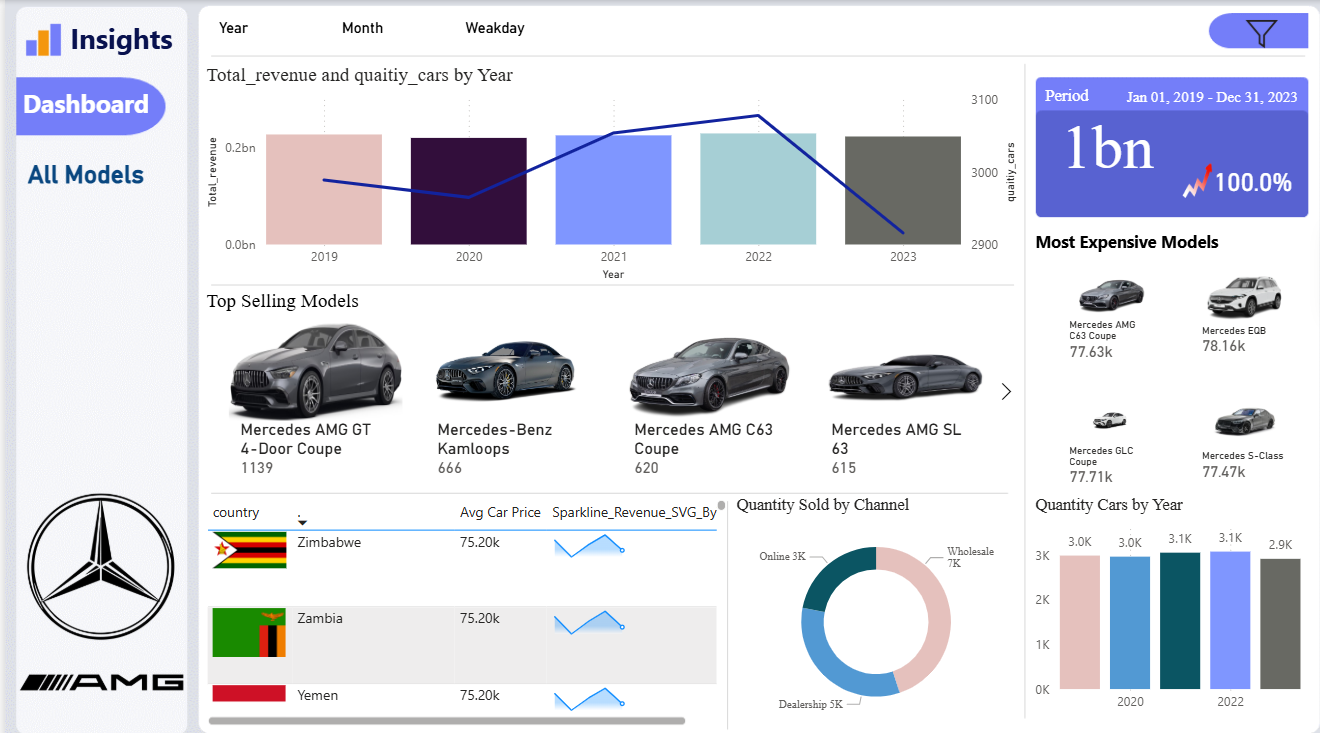 Insights
Dashboard
All Models
AMG
Year
Month
Weakday
Total_revenue and quaitiy_cars by Year
Total_revenue
0.2bn
0.0bn
3100
3000
2900
quaitiy_cars
2019
2020
2021
2022
2023
Year
Top Selling Models
Mercedes AMG GT
4-Door Coupe
1139
Mercedes-Benz
Kamloops
666
Mercedes AMG C63
Coupe
620
Mercedes AMG SL
63
615
country
.
Avg Car Price
Sparkline_Revenue_SVG_By
Zimbabwe
75.20k
Zambia
75.20k
Yemen
75.20k
Quantity Sold by Channel
Online 3K
Wholesale
7K
Dealership 5K
Period
Jan 01, 2019 - Dec 31, 2023
1bn
100.0%
Most Expensive Models
Mercedes AMG
C63 Coupe
77.63k
Mercedes EQB
78.16k
Mercedes GLC
Coupe
77.71k
Mercedes S-Class
77.47k
Quantity Cars by Year
3K
2K
1K
0K
3.0K
3.0K
3.1K
3.1K
2.9K
2020
2022